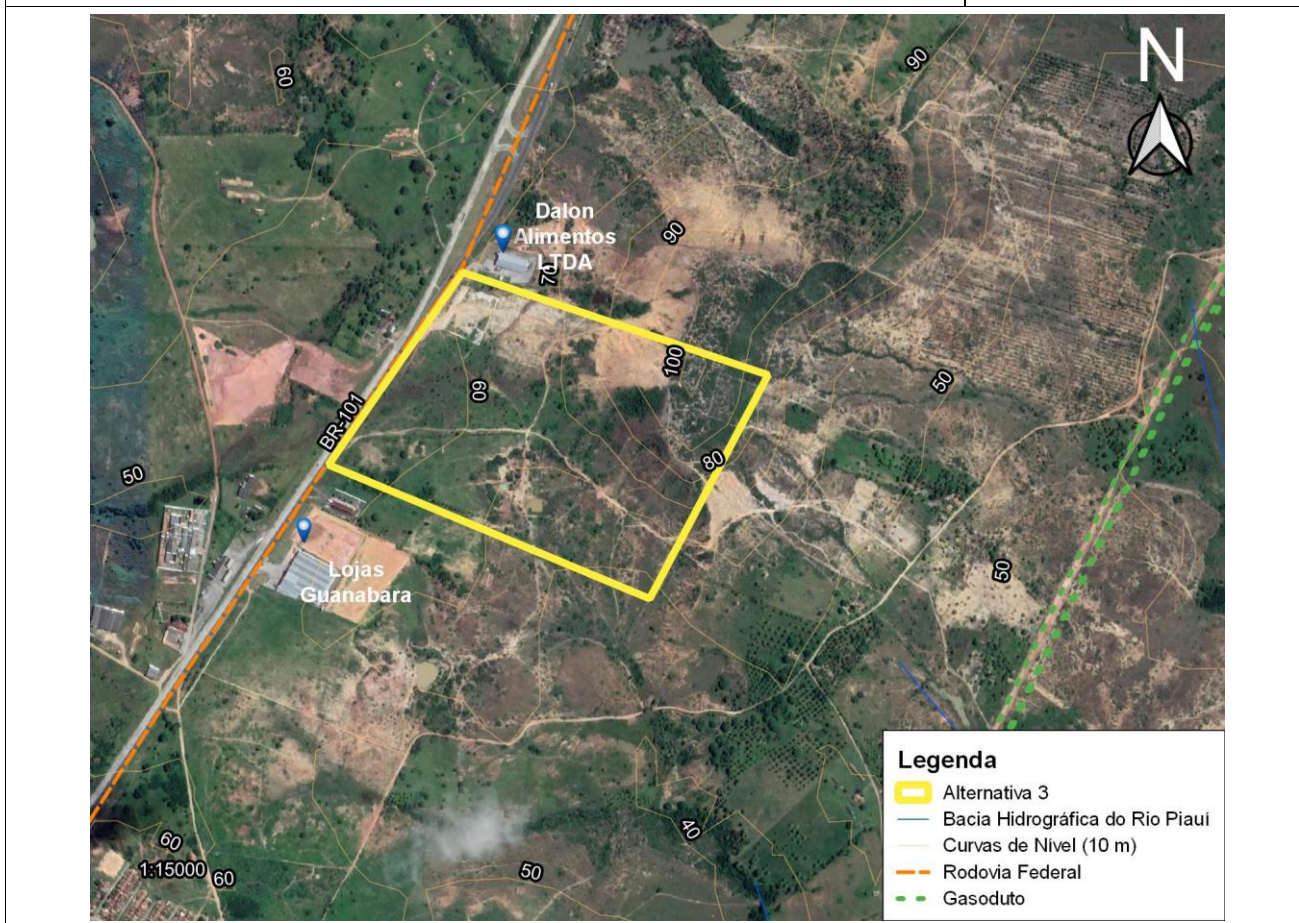 N
60
90
Dalon
Alimentos
LTDA
90
70
100
50
60
BR-101
80
50
Lojas
Guanabara
50
40
60
1:15000
60
50
Legenda
Alternativa 3
Bacia Hidrográfica do Rio Piauí
Curvas de Nível (10 m)
Rodovia Federal
Gasoduto